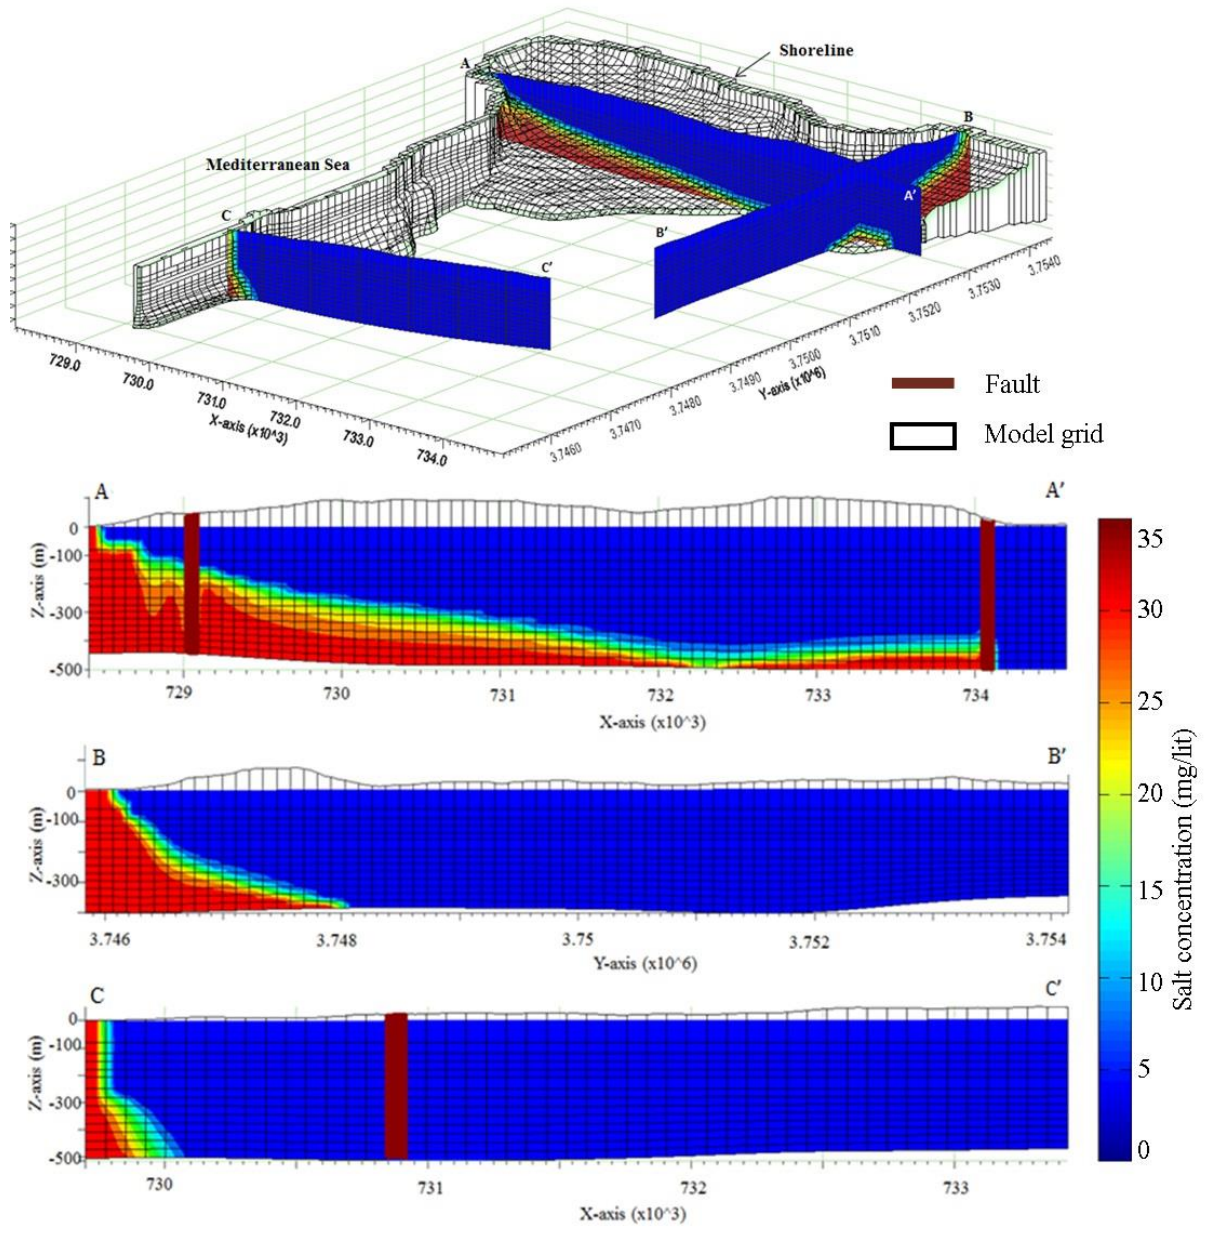 Shoreline
A
B
Mediterranean Sea
A'
C
B'
C'
3.7540
3.7530
3.7520
3.7510
3.7500
3.7490
3.7480
3.7470
3.7460
Y-axis (x10^6)
729.0
730.0
731.0
732.0
733.0
734.0
X-axis (x10^3)
Fault
Model grid
A
A'
0
-100
-300
-500
Z-axis (m)
729 730 731 732 733 734
X-axis (x10^3)
B
B'
0
-100
-300
Z-axis (m)
3.746 3.748 3.75 3.752 3.754
Y-axis (x10^6)
C
C'
0
-100
-300
-500
Z-axis (m)
730 731 732 733
X-axis (x10^3)
35
30
25
20
15
10
5
0
Salt concentration (mg/lit)